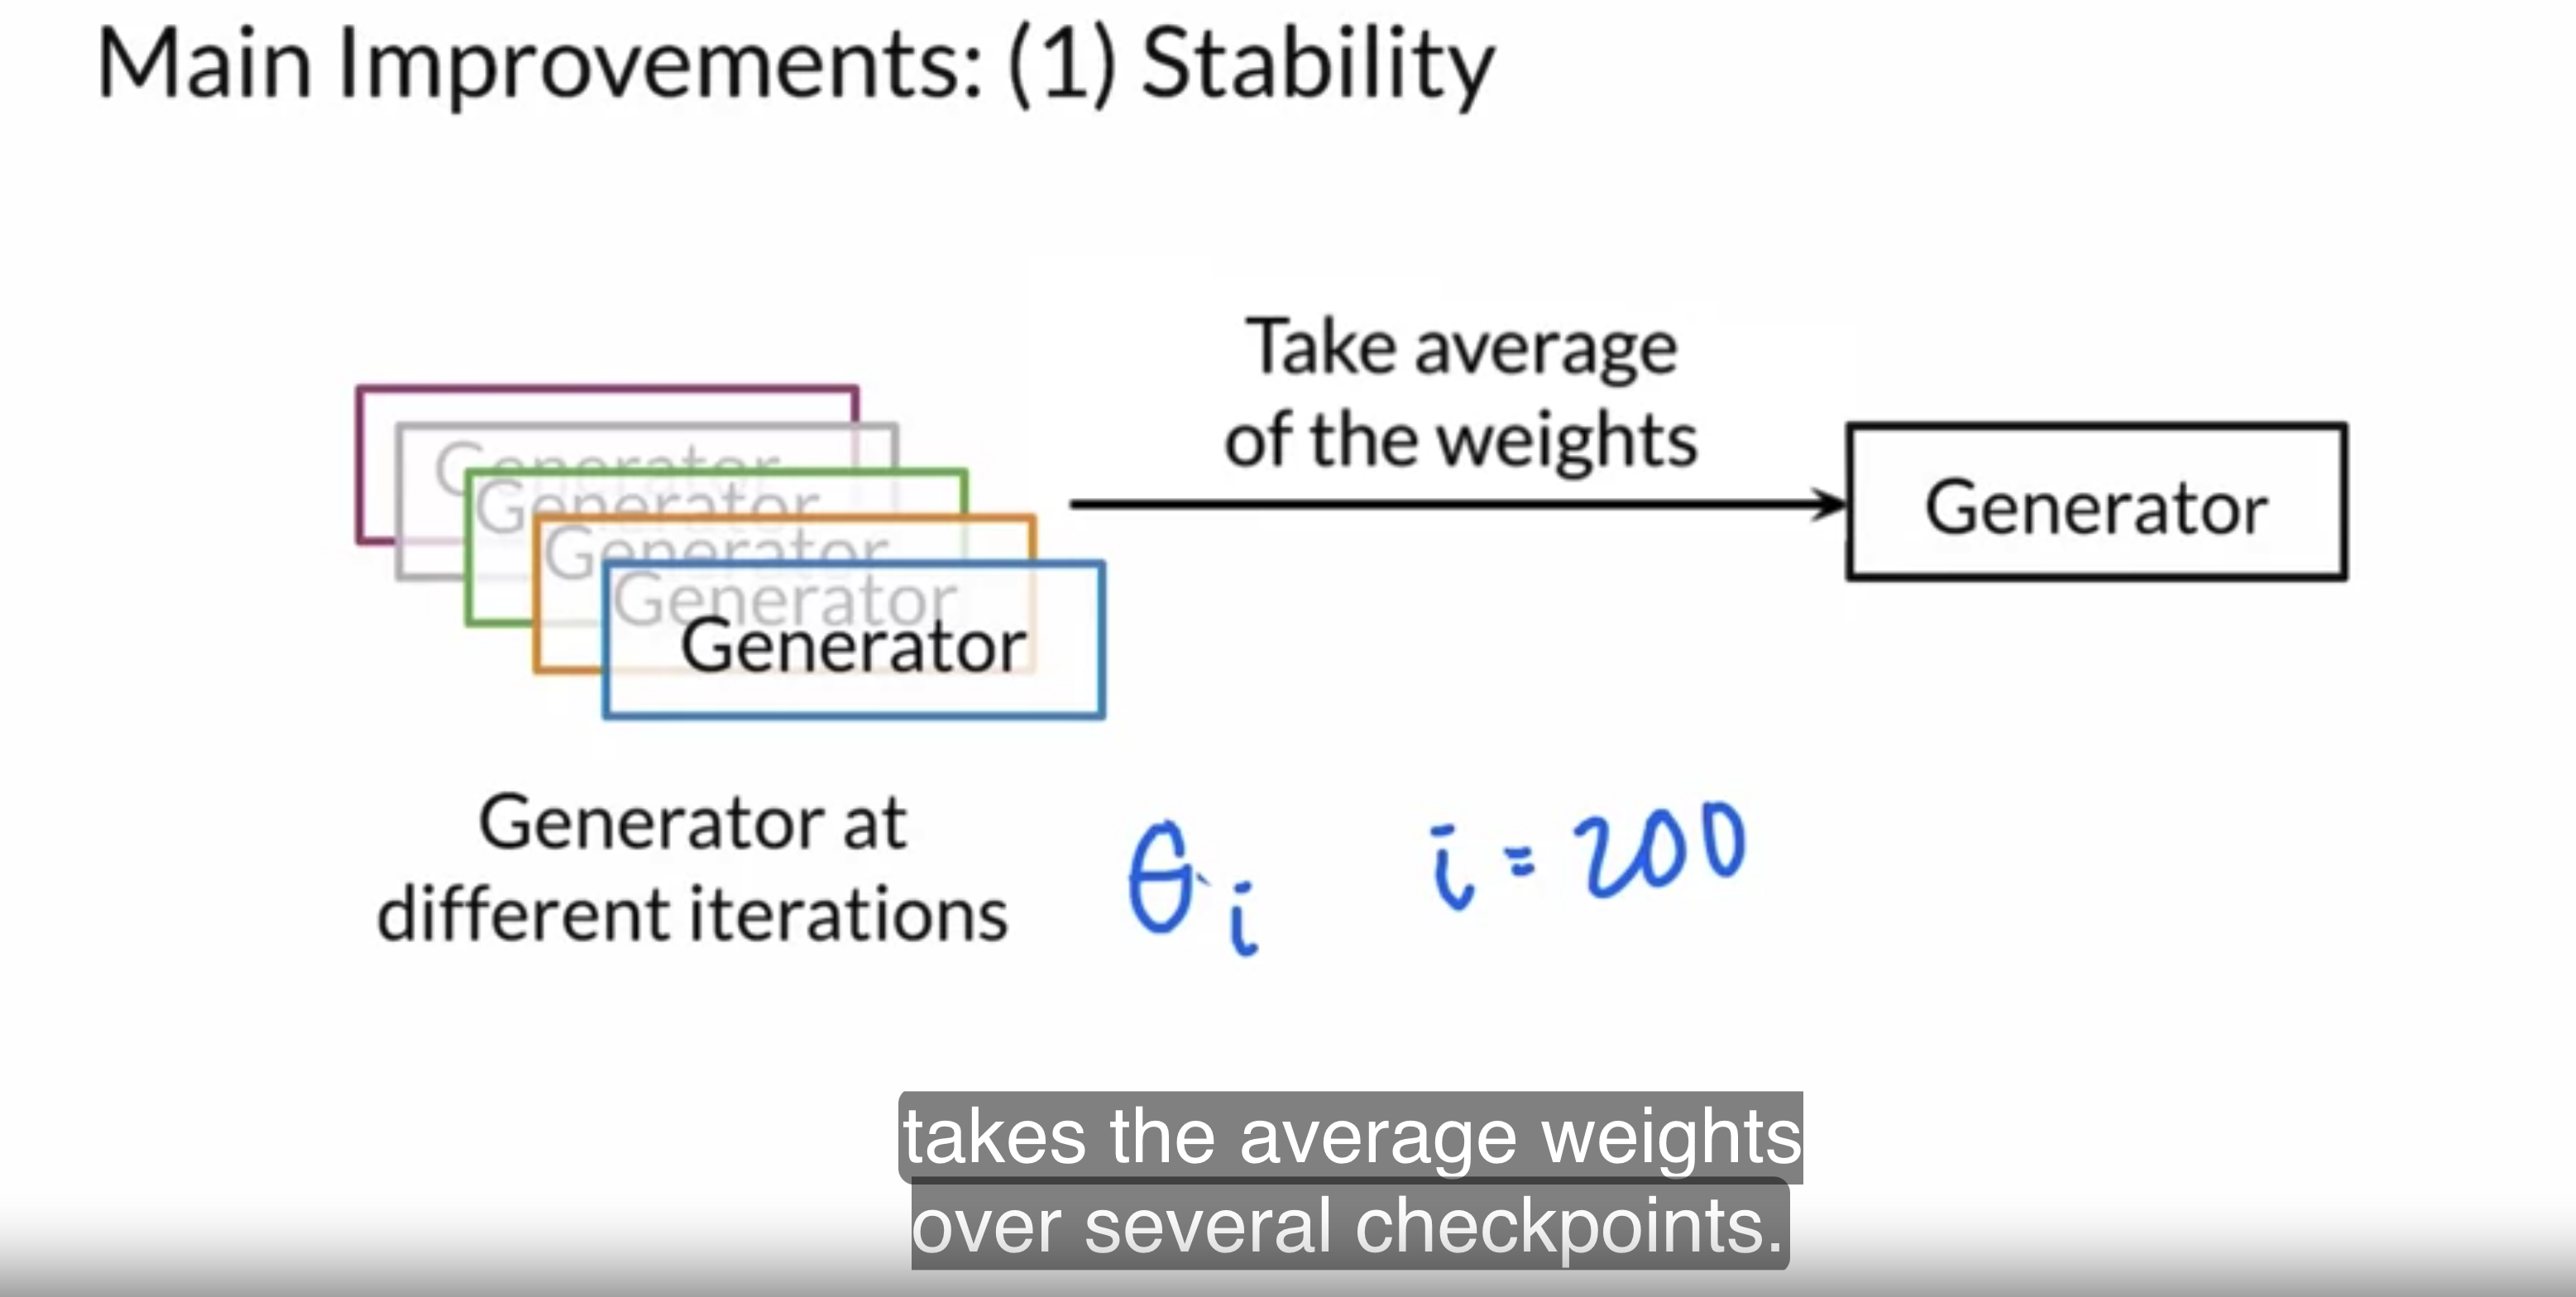 Main Improvements: (1) Stability
Take average
of the weights
Generator
Generator
Generator
Generator
Generator
Generator
Generator at
different iterations
θi i = 200
takes the average weights
over several checkpoints.